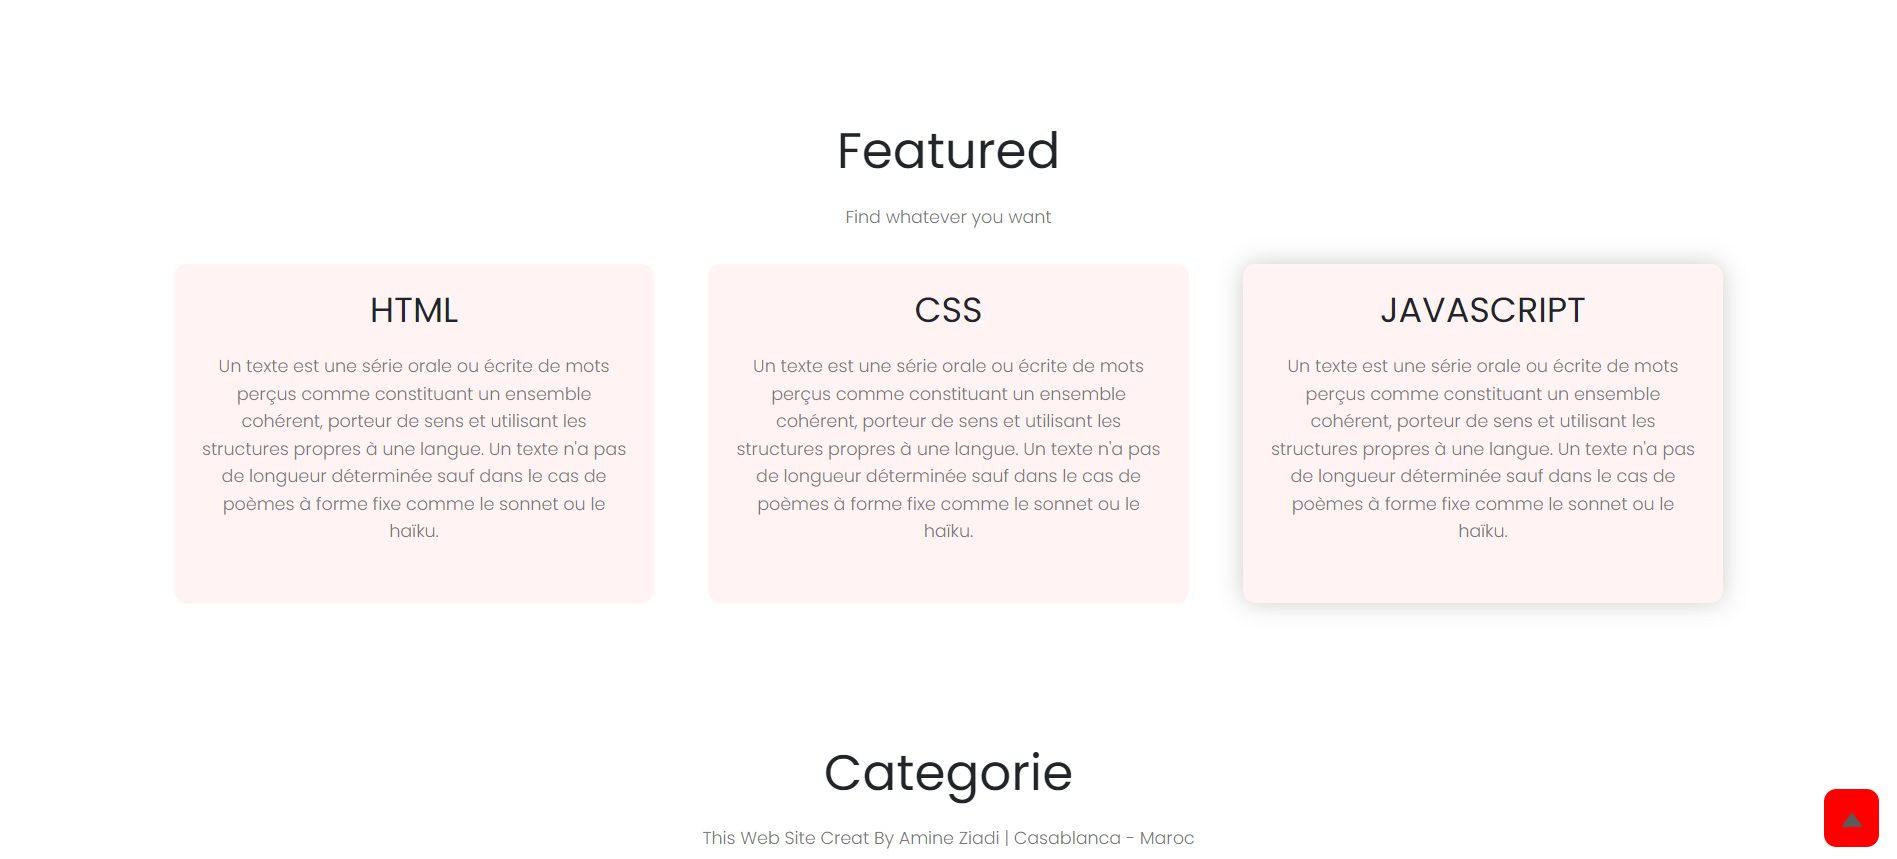 Featured
Find whatever you want
HTML
Un texte est une série orale ou écrite de mots
perçus comme constituant un ensemble
cohérent, porteur de sens et utilisant les
structures propres à une langue. Un texte n'a pas
de longueur déterminée sauf dans le cas de
poèmes à forme fixe comme le sonnet ou le
haïku.
CSS
Un texte est une série orale ou écrite de mots
perçus comme constituant un ensemble
cohérent, porteur de sens et utilisant les
structures propres à une langue. Un texte n'a pas
de longueur déterminée sauf dans le cas de
poèmes à forme fixe comme le sonnet ou le
haïku.
JAVASCRIPT
Un texte est une série orale ou écrite de mots
perçus comme constituant un ensemble
cohérent, porteur de sens et utilisant les
structures propres à une langue. Un texte n'a pas
de longueur déterminée sauf dans le cas de
poèmes à forme fixe comme le sonnet ou le
haïku.
Categorie
This Web Site Creat By Amine Ziadi | Casablanca - Maroc